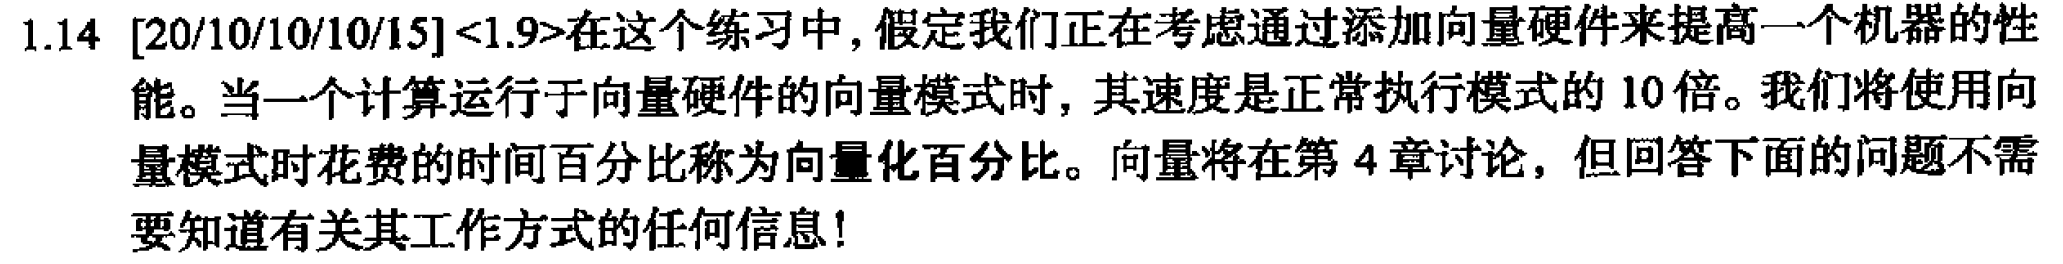 1.14 [20/10/10/10/15] <1.9>在这个练习中，假定我们正在考虑通过添加向量硬件来提高一个机器的性
能。当一个计算运行于向量硬件的向量模式时，其速度是正常执行模式的 10 倍。我们将使用向
量模式时花费的时间百分比称为向量化百分比。向量将在第 4 章讨论，但回答下面的问题不需
要知道有关其工作方式的任何信息！